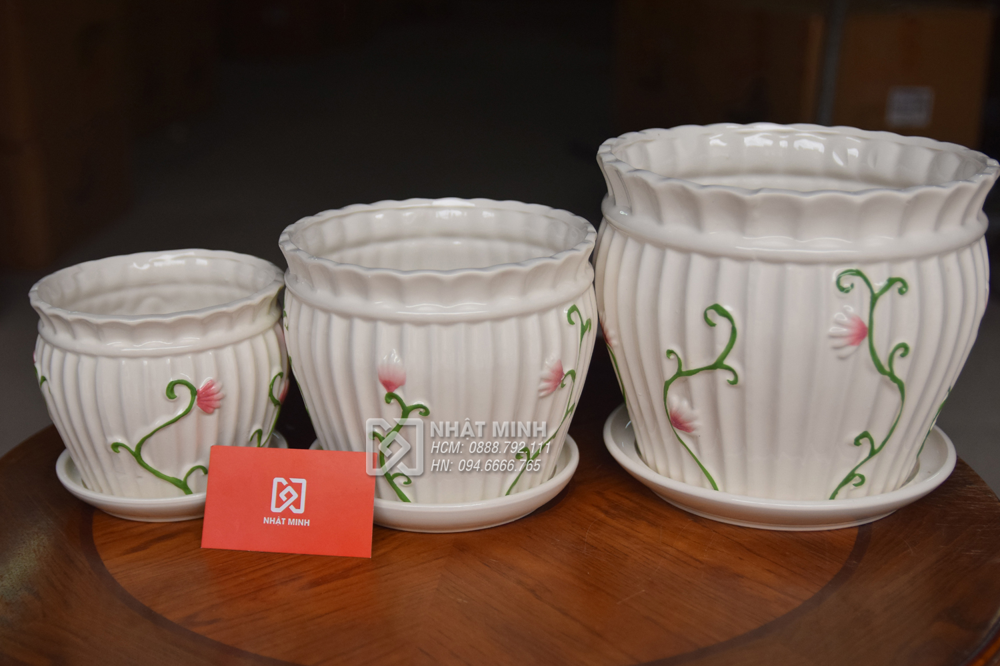 NHẬT MINH
HCM: 0888.792.111
HN: 094.6666.765
NHẬT MINH